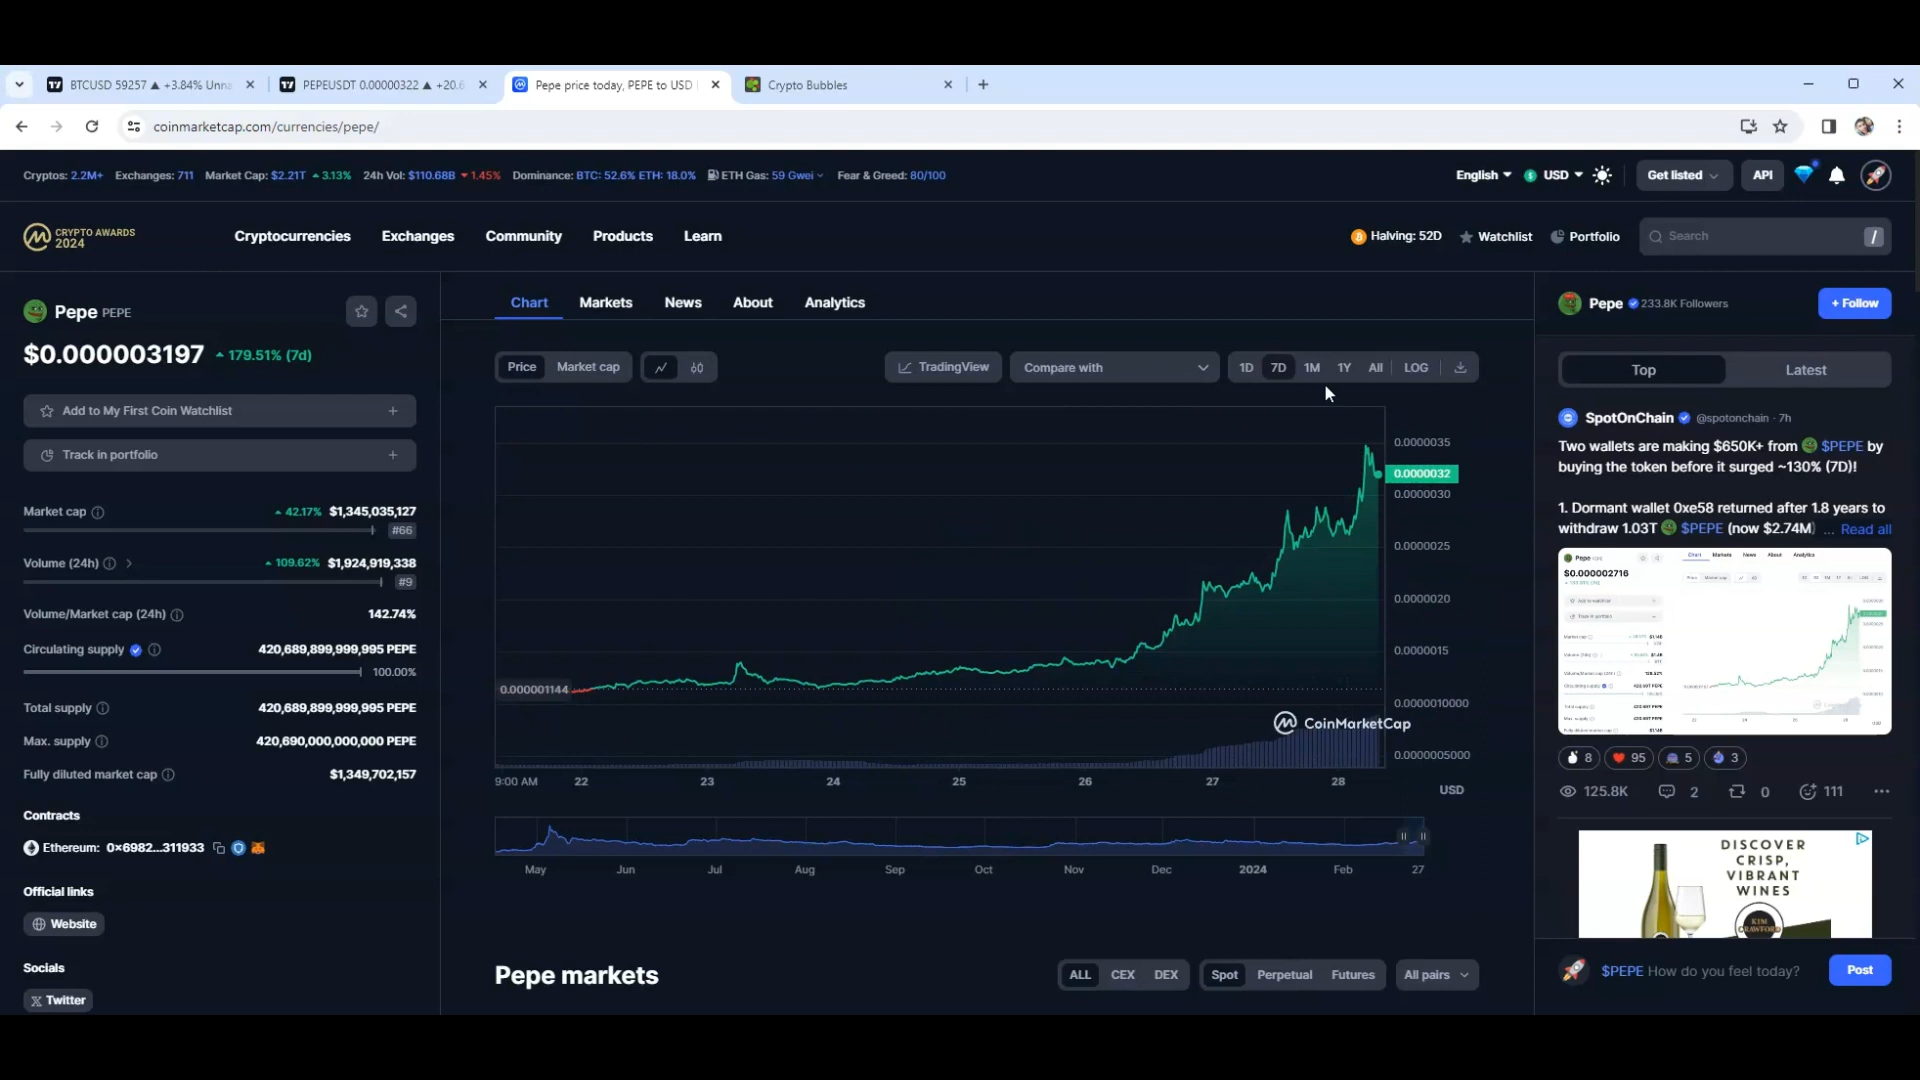 BTCUSD 59257 ▲ +3.84% Unna
PEPEUSDT 0.00000322 ▲ +20.6
Pepe price today, PEPE to USD
Crypto Bubbles
coinmarketcap.com/currencies/pepe/
Cryptos: 2.2M+ Exchanges: 711 Market Cap: $2.21T ▲ 3.13% 24h Vol: $110.68B ▼ 1.45% Dominance: BTC: 52.6% ETH: 18.0% ETH Gas: 59 Gwei Fear & Greed: 80/100
English USD Get listed API
CRYPTO AWARDS
2024
Cryptocurrencies Exchanges Community Products Learn
Halving: 52D Watchlist Portfolio Search /
Pepe PEPE
$0.000003197 ▲ 179.51% (7d)
Add to My First Coin Watchlist +
Track in portfolio +
Market cap ▲ 42.17% $1,345,035,127
#66
Volume (24h) ▲ 109.62% $1,924,919,338
#9
Volume/Market cap (24h) 142.74%
Circulating supply 420,689,899,999,995 PEPE
100.00%
Total supply 420,689,899,999,995 PEPE
Max. supply 420,690,000,000,000 PEPE
Fully diluted market cap $1,349,702,157
Contracts
Ethereum: 0x6982...311933
Official links
Website
Socials
Twitter
Chart Markets News About Analytics
Price Market cap
TradingView Compare with 1D 7D 1M 1Y All LOG
0.0000035
0.0000032
0.0000030
0.0000025
0.0000020
0.0000015
0.000001144
0.0000010000
CoinMarketCap
0.0000005000
9:00 AM 22 23 24 25 26 27 28
USD
May Jun Jul Aug Sep Oct Nov Dec 2024 Feb 27
Pepe markets
ALL CEX DEX Spot Perpetual Futures All pairs
Pepe 233.8K Followers + Follow
Top Latest
SpotOnChain @spotonchain · 7h
Two wallets are making $650K+ from $PEPE by
buying the token before it surged ~130% (7D)!
1. Dormant wallet 0xe58 returned after 1.8 years to
withdraw 1.03T $PEPE (now $2.74M) ... Read all
Pepe
$0.000002716
8 95 5 3
125.8K 2 0 111
DISCOVER
CRISP,
VIBRANT
WINES
KIM
CRAWFORD
$PEPE How do you feel today? Post